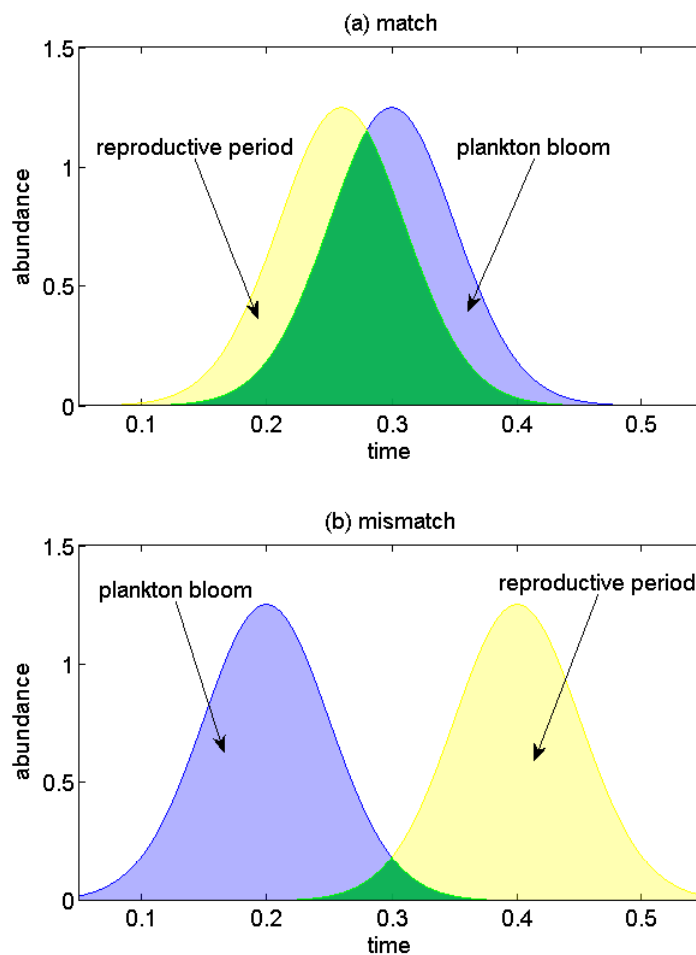 (a) match
1.5
reproductive period
plankton bloom
1
abundance
0.5
0
0.1 0.2 0.3 0.4 0.5
time
(b) mismatch
1.5
plankton bloom
reproductive period
1
abundance
0.5
0
0.1 0.2 0.3 0.4 0.5
time